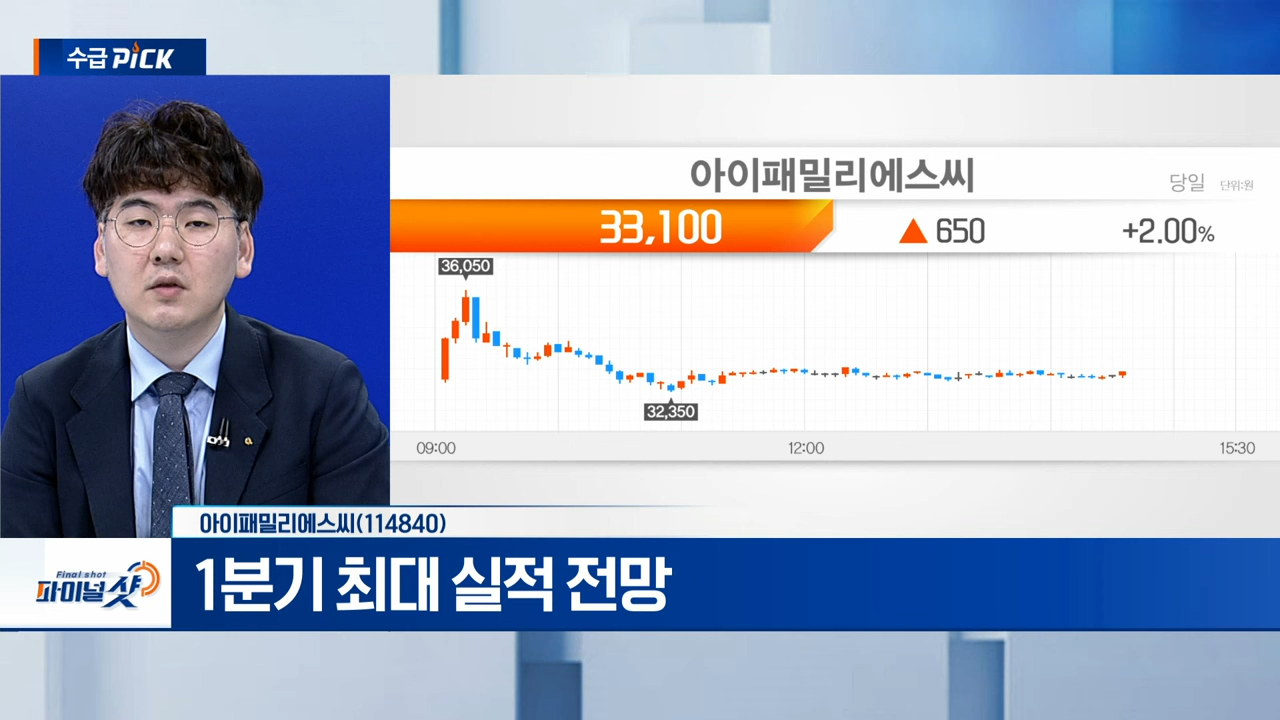 수급 PiCK
아이패밀리에스씨
당일 단위:원
33,100 ▲ 650 +2.00%
36,050
32,350
09:00 12:00 15:30
아이패밀리에스씨(114840)
Final shot
파이널샷
1분기 최대 실적 전망